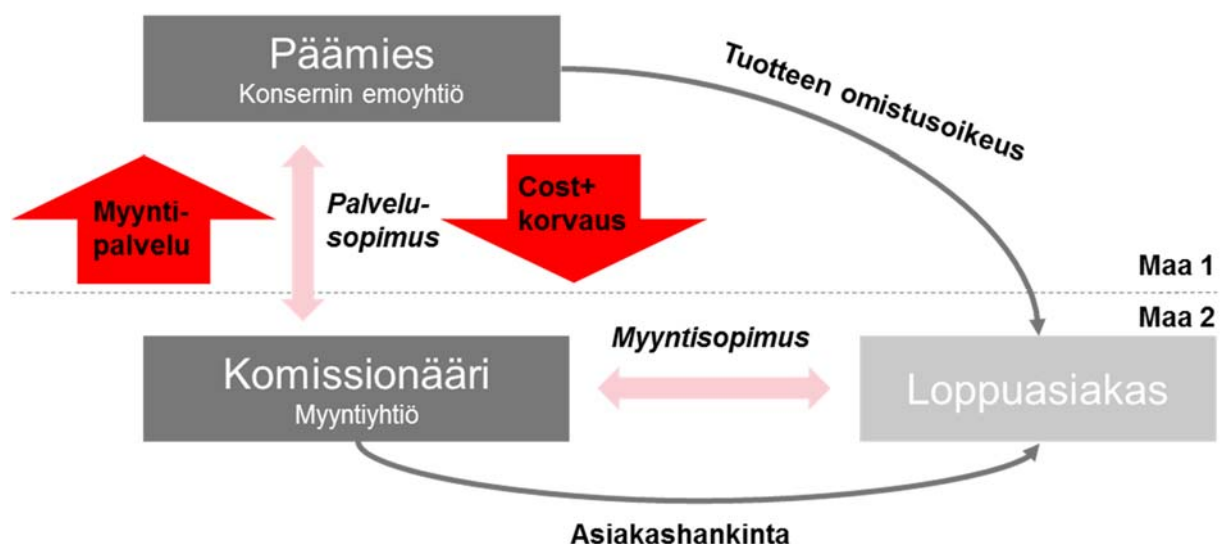 Päämies
Konsernin emoyhtiö
Tuotteen omistusoikeus
Myynti-
palvelu
Palvelu-
sopimus
Cost+
korvaus
Maa 1
Maa 2
Komissionääri
Myyntiyhtiö
Myyntisopimus
Loppuasiakas
Asiakashankinta